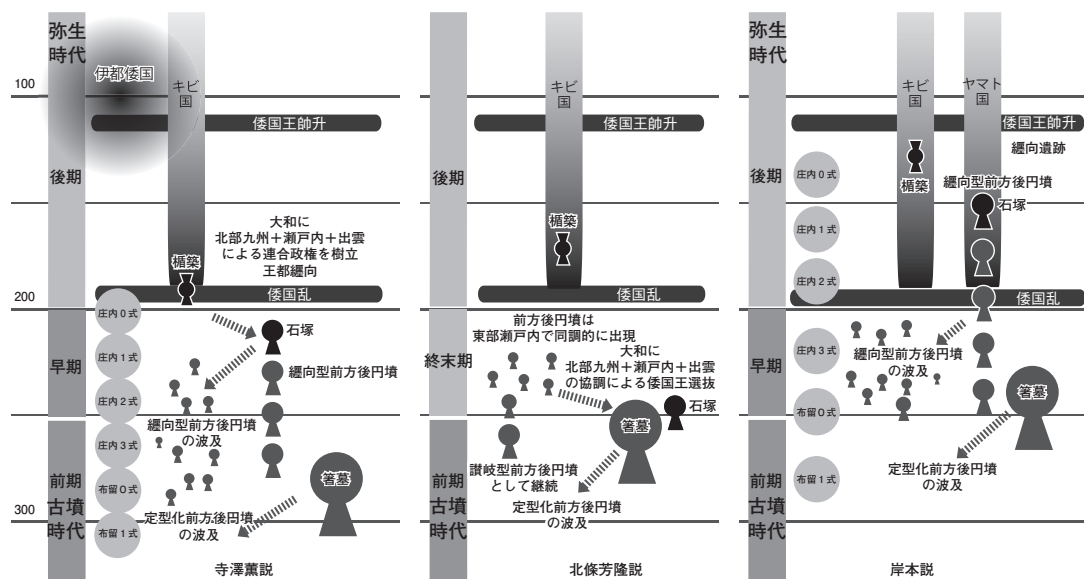 弥生
時代
伊都倭国
キビ
国
100
倭国王帥升
後期
大和に
北部九州＋瀬戸内＋出雲
による連合政権を樹立
王都纒向
楯築
200
倭国乱
庄内０式
石塚
庄内１式
早期
纒向型前方後円墳
庄内２式
纒向型前方後円墳
の波及
庄内３式
箸墓
前期
古墳
時代
布留０式
定型化前方後円墳
の波及
300
布留１式
寺澤薫説
キビ
国
倭国王帥升
後期
楯築
倭国乱
前方後円墳は
東部瀬戸内で同調的に出現
終末期
大和に
北部九州＋瀬戸内＋出雲
の協調による倭国王選抜
石塚
箸墓
讃岐型前方後円墳
として継続
前期
古墳
時代
定型化前方後円墳
の波及
北條芳隆説
弥生
時代
キビ
国
ヤマト
国
倭国王帥升
纒向遺跡
庄内０式
楯築
後期
纒向型前方後円墳
石塚
庄内１式
庄内２式
倭国乱
庄内３式
早期
纒向型前方後円墳
の波及
箸墓
布留０式
定型化前方後円墳
の波及
布留１式
前期
古墳
時代
岸本説